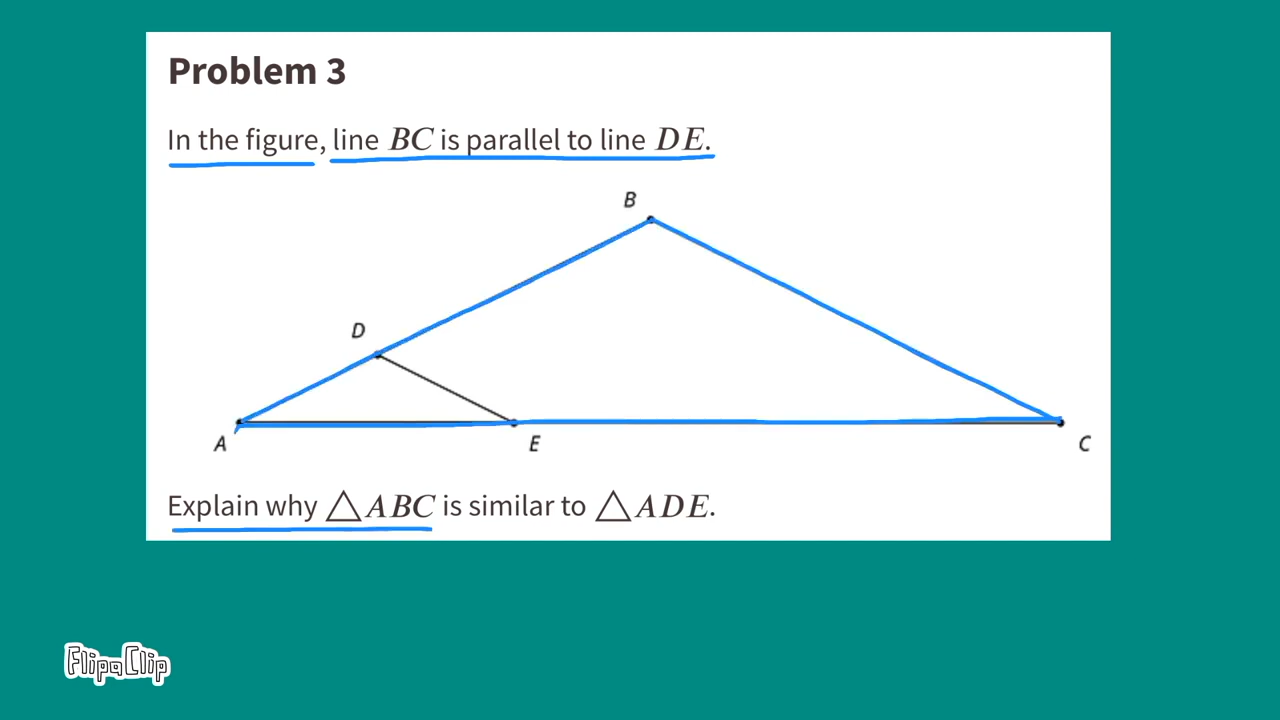 Problem 3
In the figure, line BC is parallel to line DE.
B
D
A
E
C
Explain why △ABC is similar to △ADE.
FlipaClip